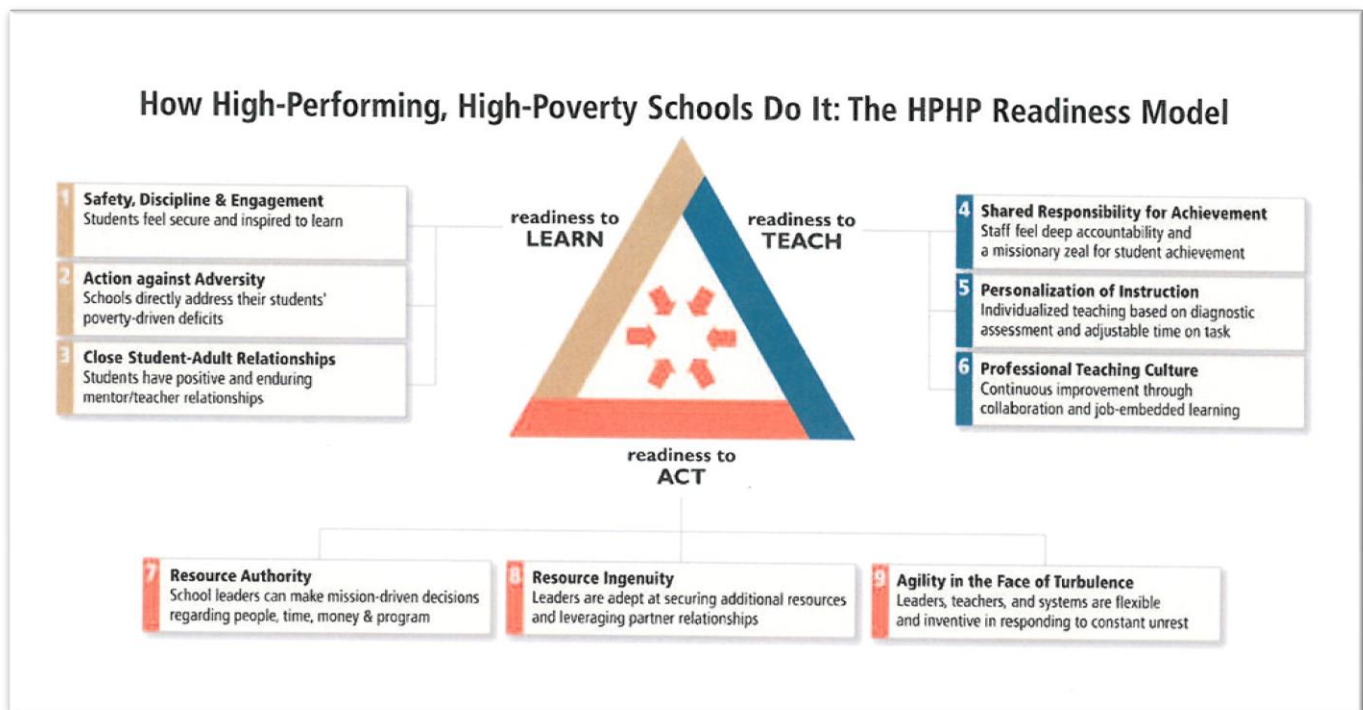 How High-Performing, High-Poverty Schools Do It: The HPHP Readiness Model
1 Safety, Discipline & Engagement
Students feel secure and inspired to learn
2 Action against Adversity
Schools directly address their students'
poverty-driven deficits
3 Close Student-Adult Relationships
Students have positive and enduring
mentor/teacher relationships
readiness to
LEARN
readiness to
TEACH
4 Shared Responsibility for Achievement
Staff feel deep accountability and
a missionary zeal for student achievement
5 Personalization of Instruction
Individualized teaching based on diagnostic
assessment and adjustable time on task
6 Professional Teaching Culture
Continuous improvement through
collaboration and job-embedded learning
readiness to
ACT
7 Resource Authority
School leaders can make mission-driven decisions
regarding people, time, money & program
8 Resource Ingenuity
Leaders are adept at securing additional resources
and leveraging partner relationships
9 Agility in the Face of Turbulence
Leaders, teachers, and systems are flexible
and inventive in responding to constant unrest